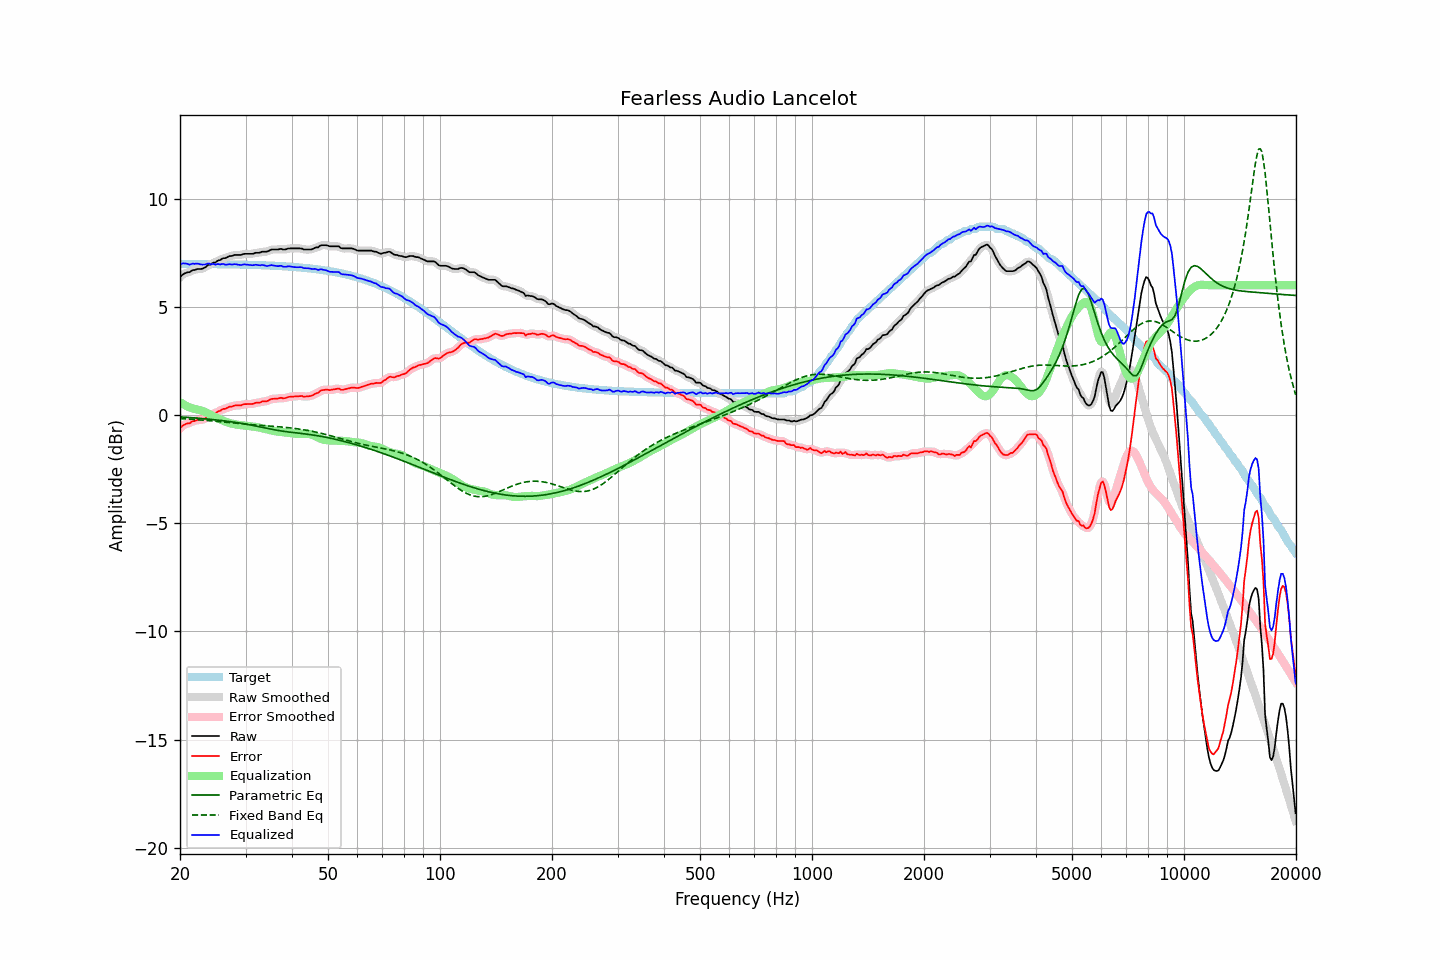 Fearless Audio Lancelot
Amplitude (dBr)
10
5
0
−5
−10
−15
−20
Target
Raw Smoothed
Error Smoothed
Raw
Error
Equalization
Parametric Eq
Fixed Band Eq
Equalized
20 50 100 200 500 1000 2000 5000 10000 20000
Frequency (Hz)